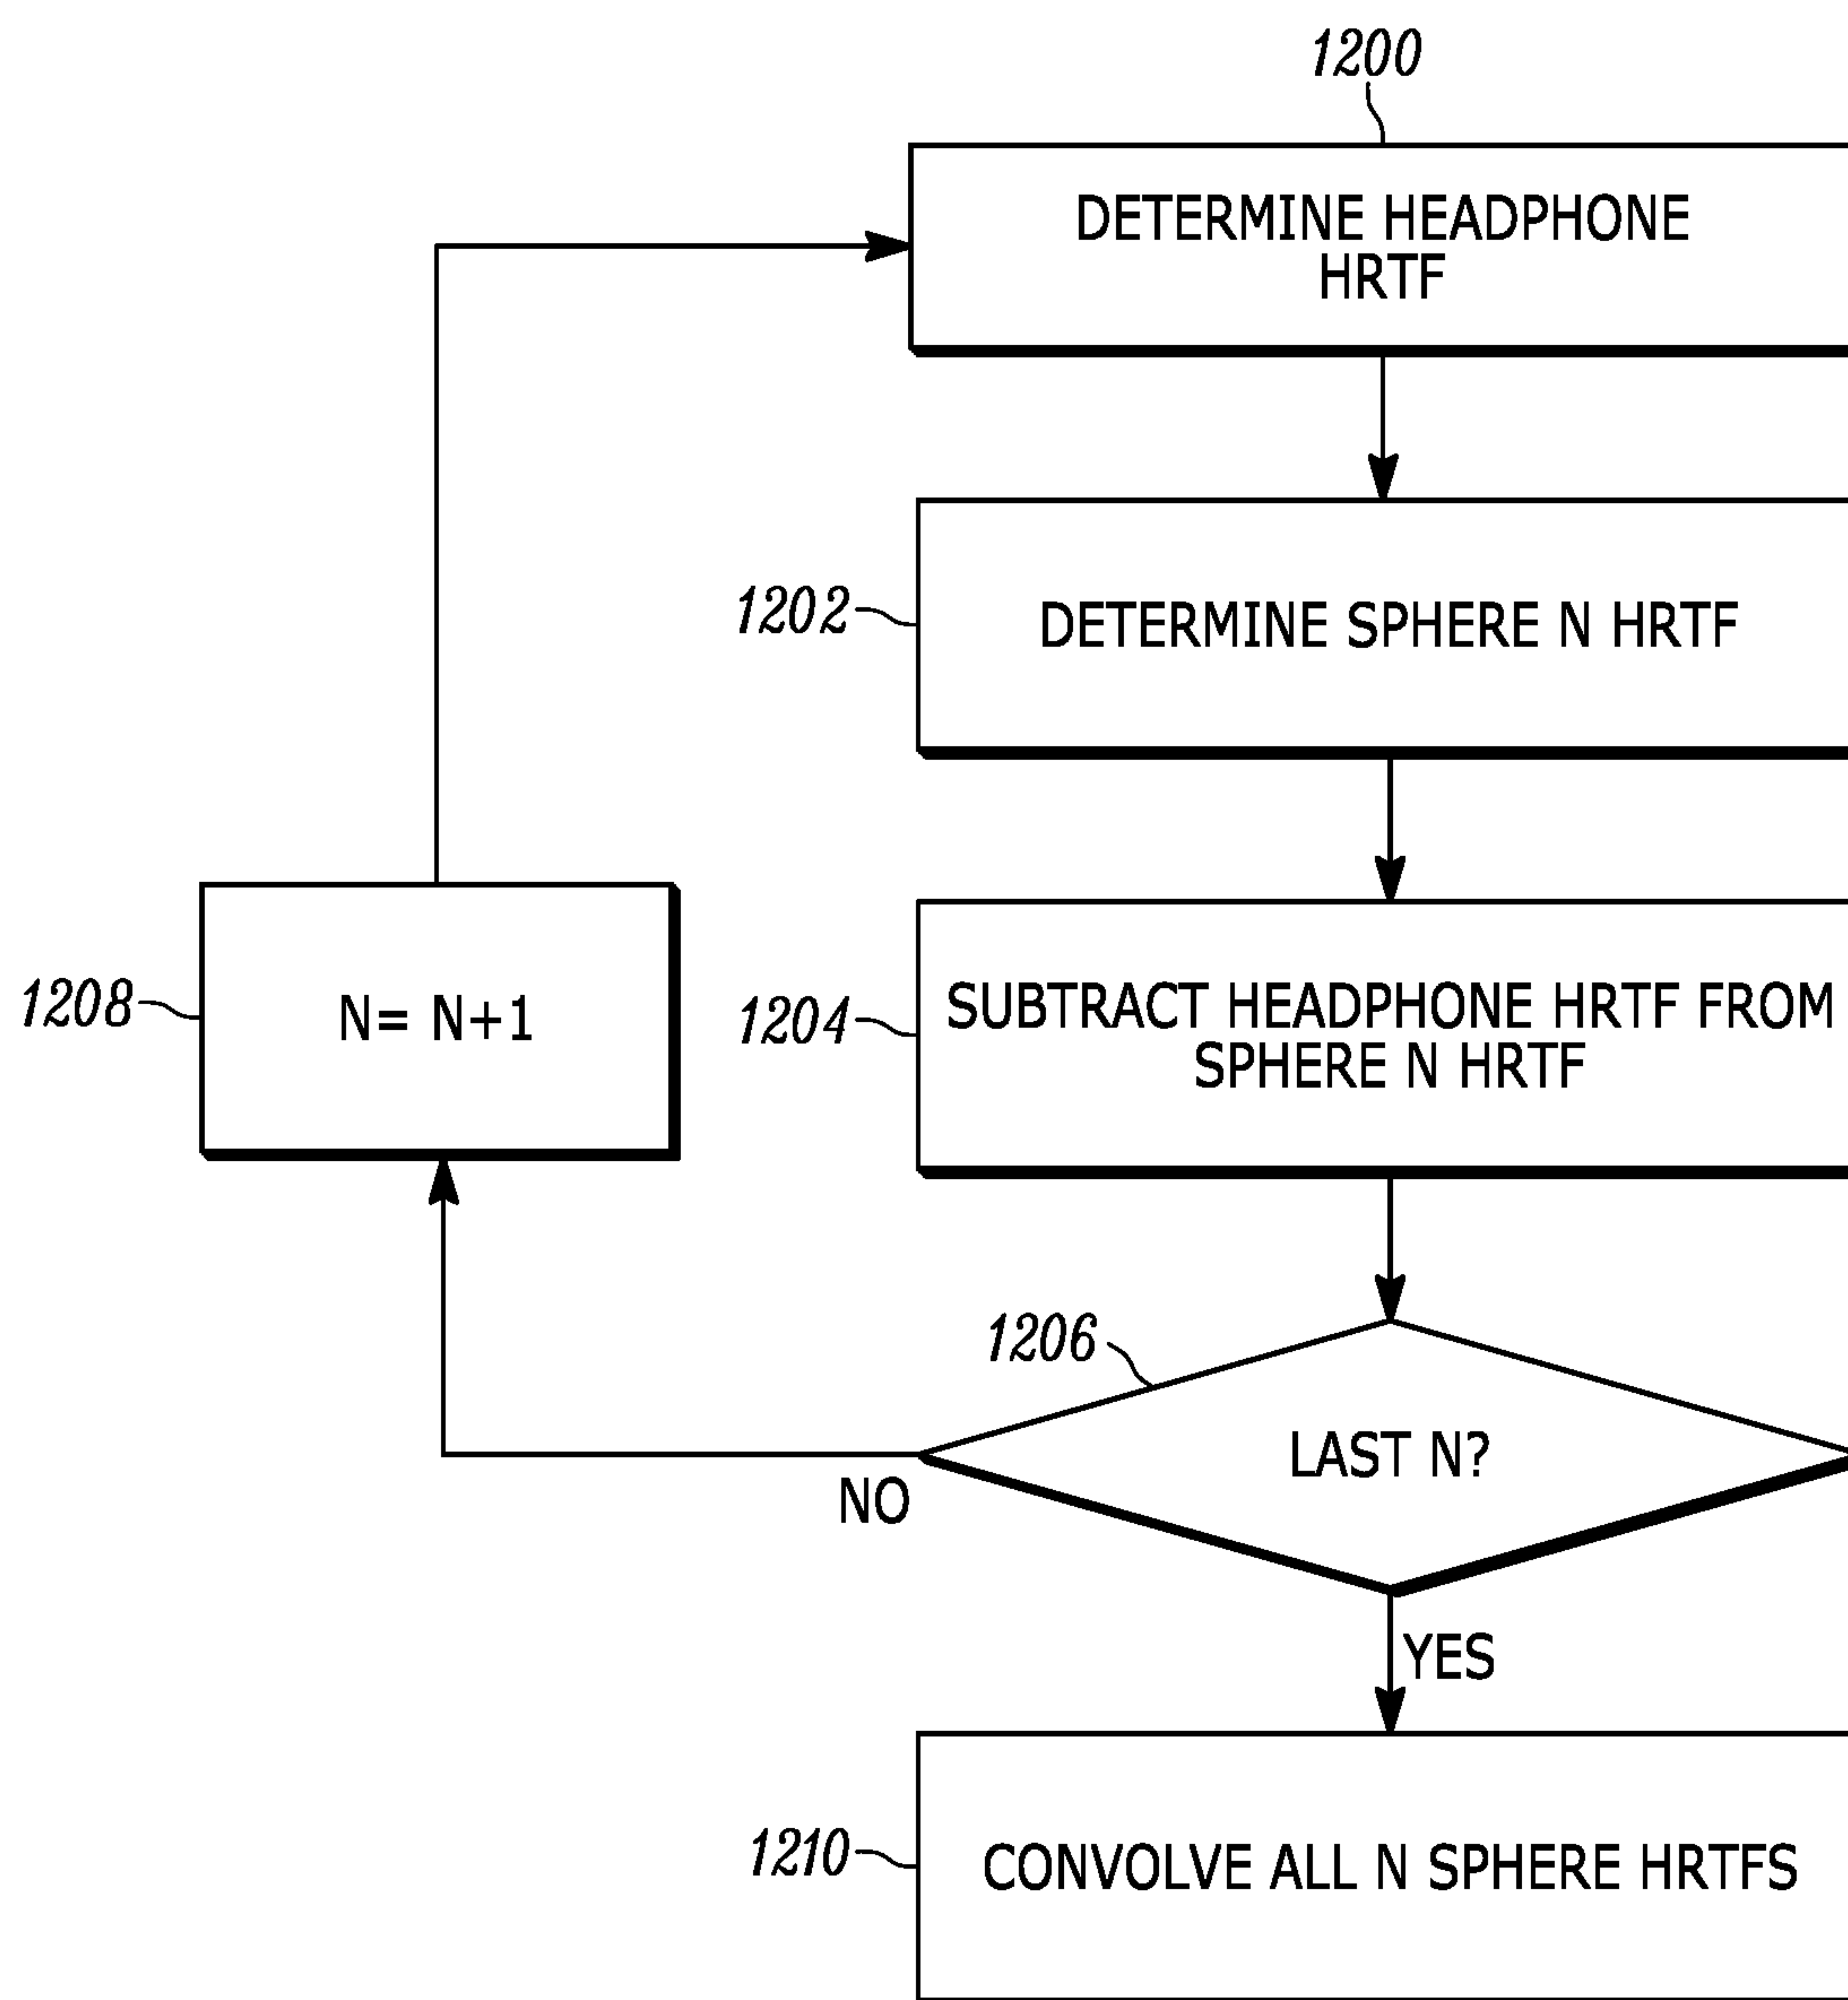 1200
DETERMINE HEADPHONE
HRTF
1202
DETERMINE SPHERE N HRTF
1208
N= N+1
1204
SUBTRACT HEADPHONE HRTF FROM
SPHERE N HRTF
1206
LAST N?
NO
YES
1210
CONVOLVE ALL N SPHERE HRTFS